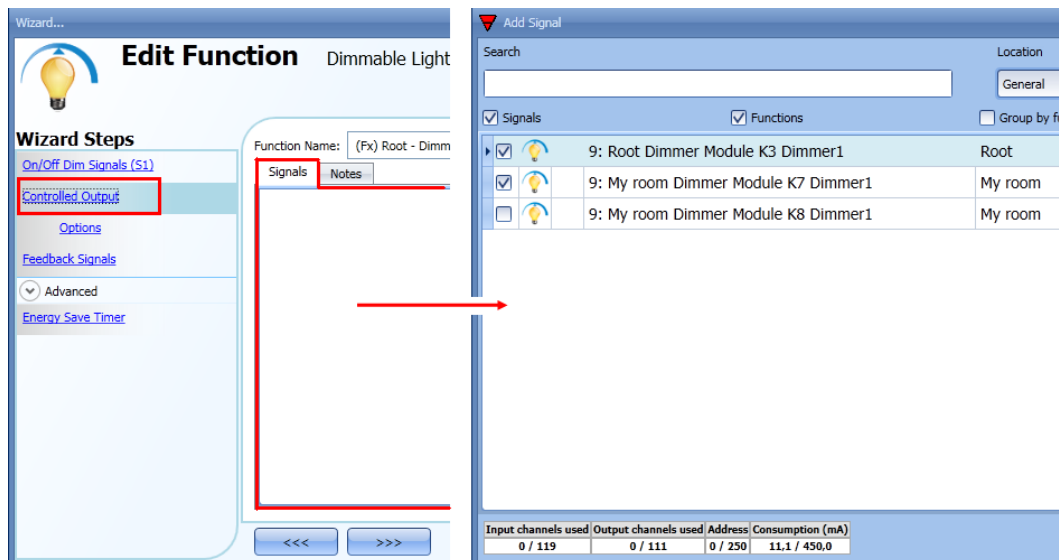 Wizard...
Edit Function Dimmable Light
Wizard Steps
On/Off Dim Signals (S1)
Controlled Output
Options
Feedback Signals
Advanced
Energy Save Timer
Function Name: (Fx) Root - Dimm
Signals Notes
<<< >>>
Add Signal
Search Location
General
Signals Functions Group by fu
9: Root Dimmer Module K3 Dimmer1 Root
9: My room Dimmer Module K7 Dimmer1 My room
9: My room Dimmer Module K8 Dimmer1 My room
Input channels used Output channels used Address Consumption (mA)
0 / 119 0 / 111 0 / 250 11,1 / 450,0